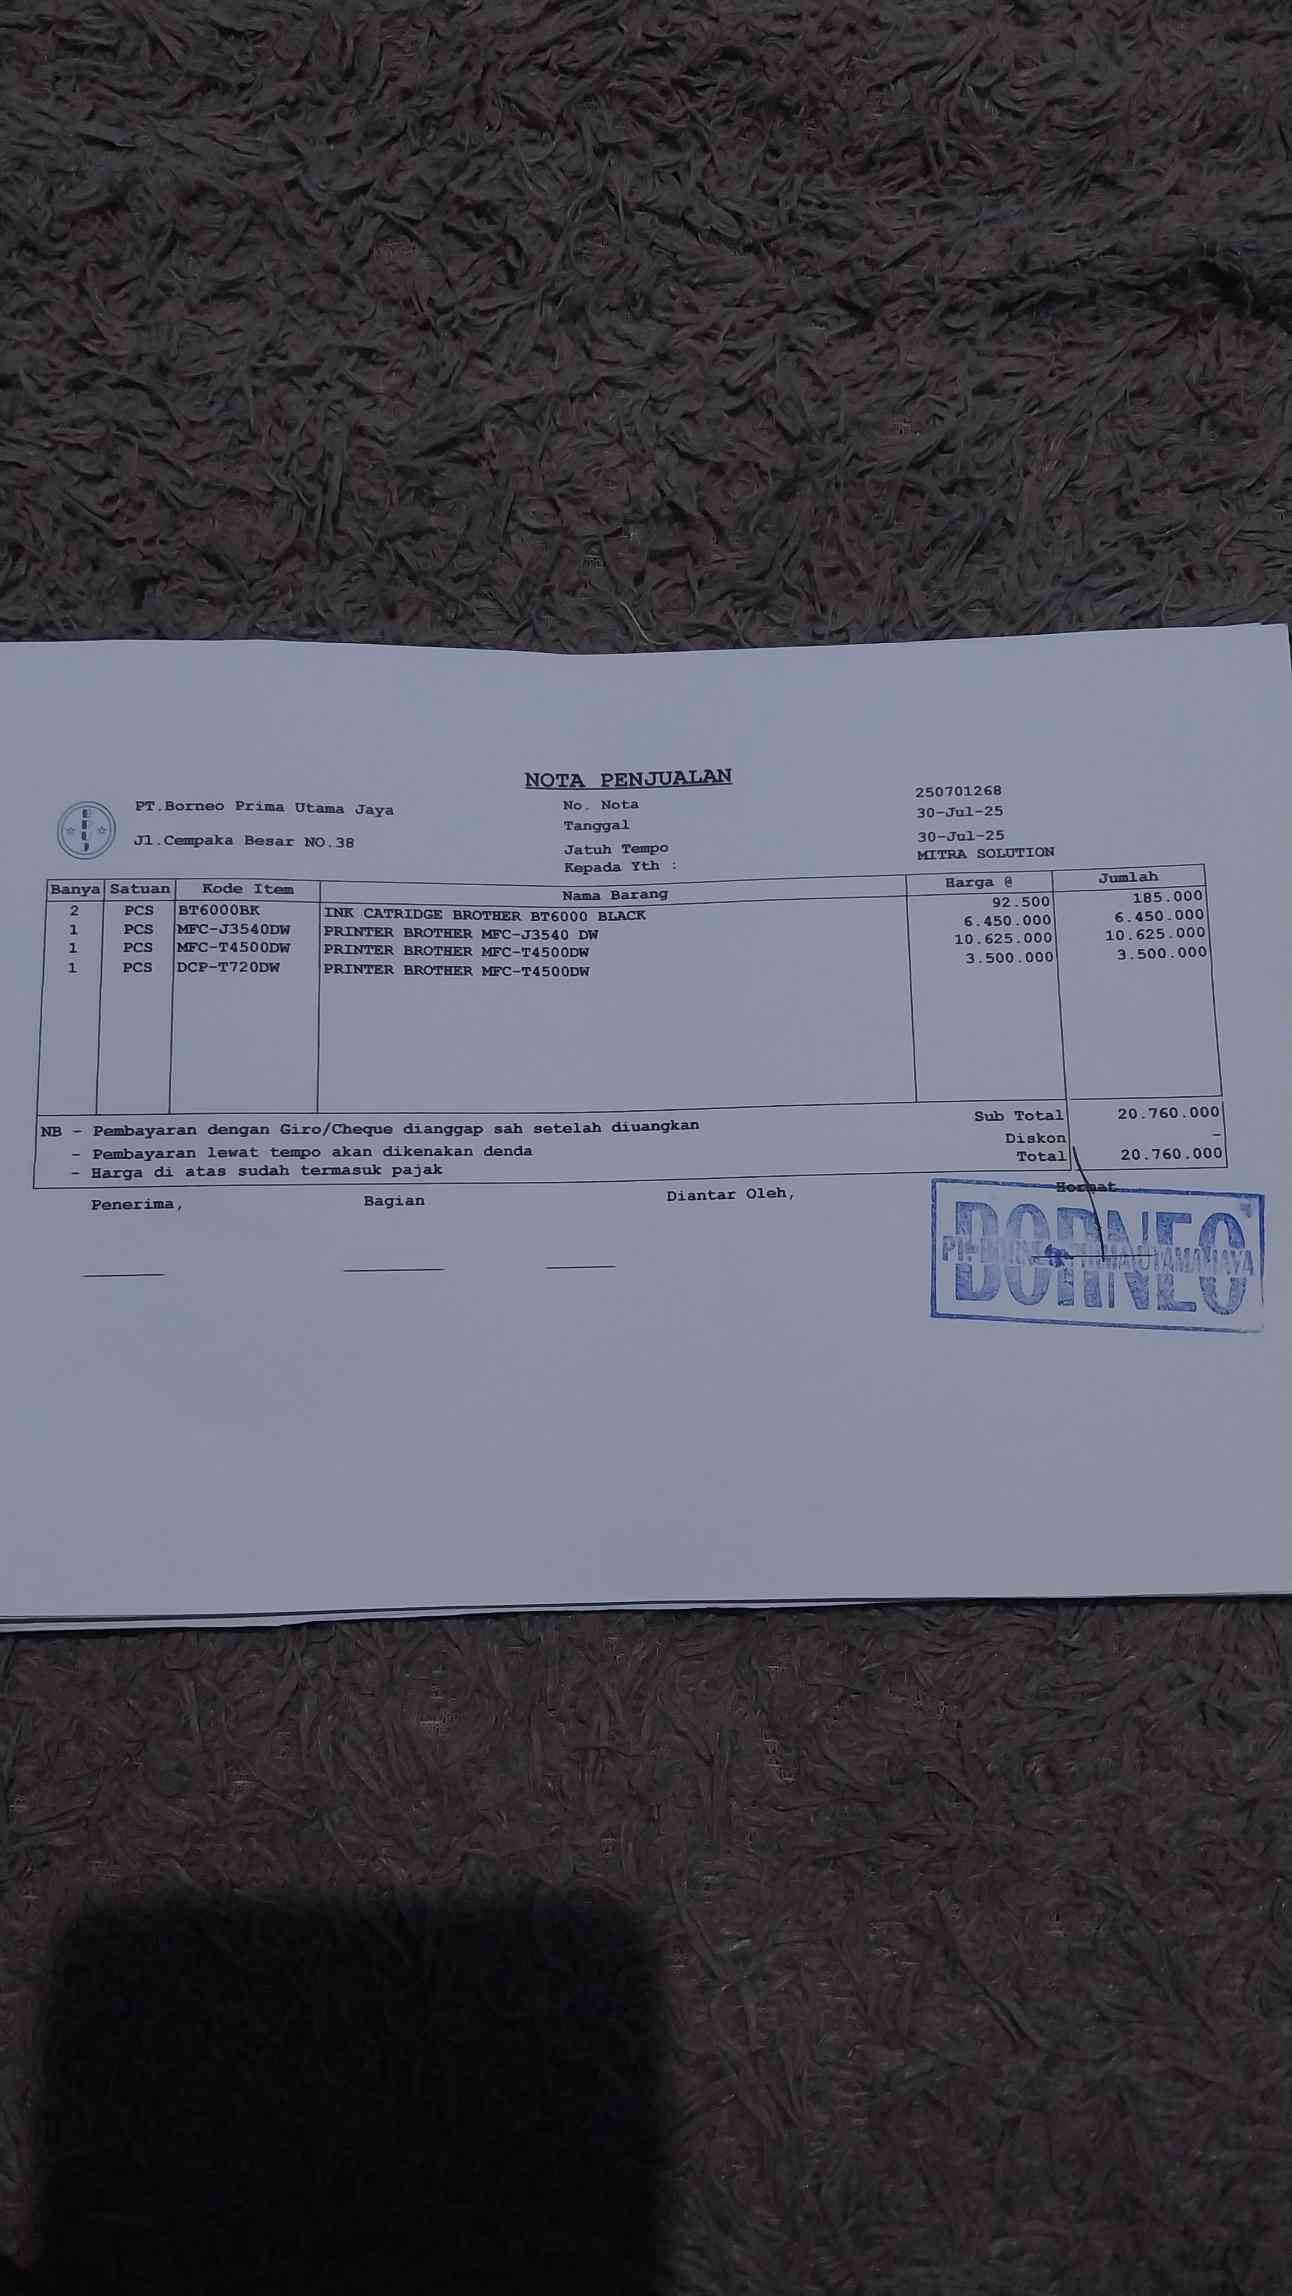 NOTA PENJUALAN
BPUJ
PT.Borneo Prima Utama Jaya
Jl.Cempaka Besar NO.38
No. Nota 250701268
Tanggal 30-Jul-25
Jatuh Tempo 30-Jul-25
Kepada Yth : MITRA SOLUTION
Banya Satuan Kode Item Nama Barang Harga @ Jumlah
2 PCS BT6000BK INK CATRIDGE BROTHER BT6000 BLACK 92.500 185.000
1 PCS MFC-J3540DW PRINTER BROTHER MFC-J3540 DW 6.450.000 6.450.000
1 PCS MFC-T4500DW PRINTER BROTHER MFC-T4500DW 10.625.000 10.625.000
1 PCS DCP-T720DW PRINTER BROTHER MFC-T4500DW 3.500.000 3.500.000
NB - Pembayaran dengan Giro/Cheque dianggap sah setelah diuangkan Sub Total 20.760.000
- Pembayaran lewat tempo akan dikenakan denda Diskon -
- Harga di atas sudah termasuk pajak Total 20.760.000
Penerima, Bagian Diantar Oleh, Hormat
BORNEO
PT. BORNEO PRIMA UTAMA JAYA